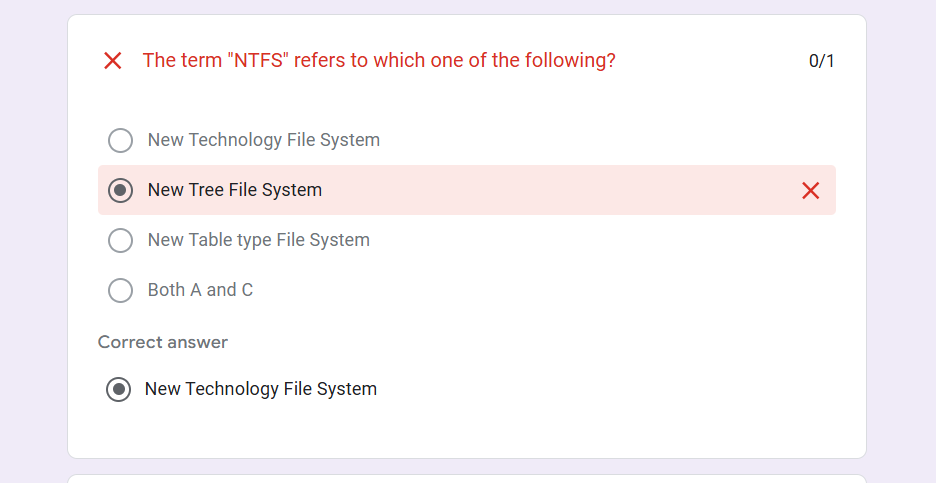 The term "NTFS" refers to which one of the following?
0/1
New Technology File System
New Tree File System
New Table type File System
Both A and C
Correct answer
New Technology File System